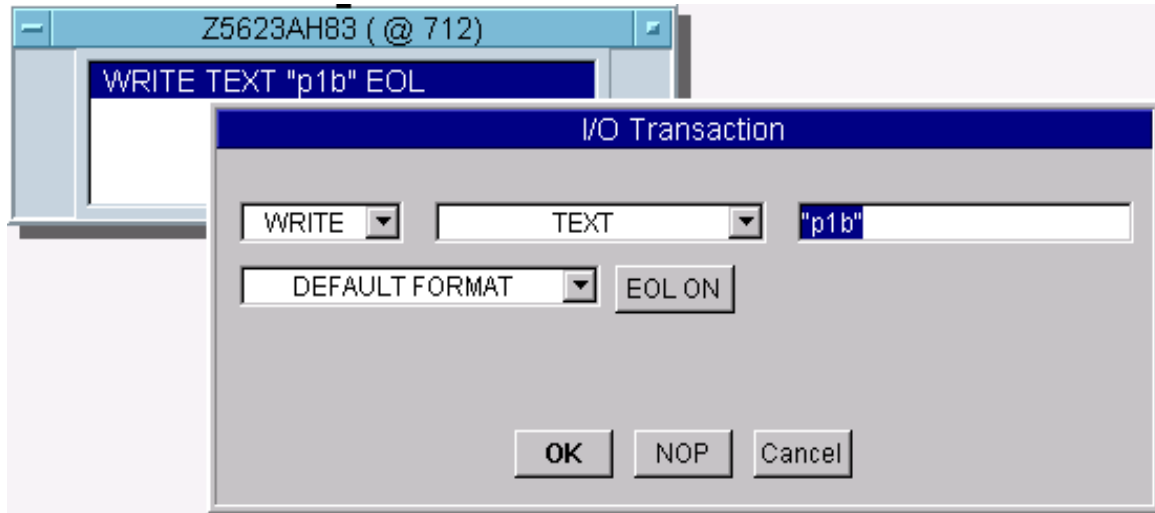 Z5623AH83 ( @ 712)
WRITE TEXT "p1b" EOL
I/O Transaction
WRITE TEXT "p1b"
DEFAULT FORMAT EOL ON
OK NOP Cancel